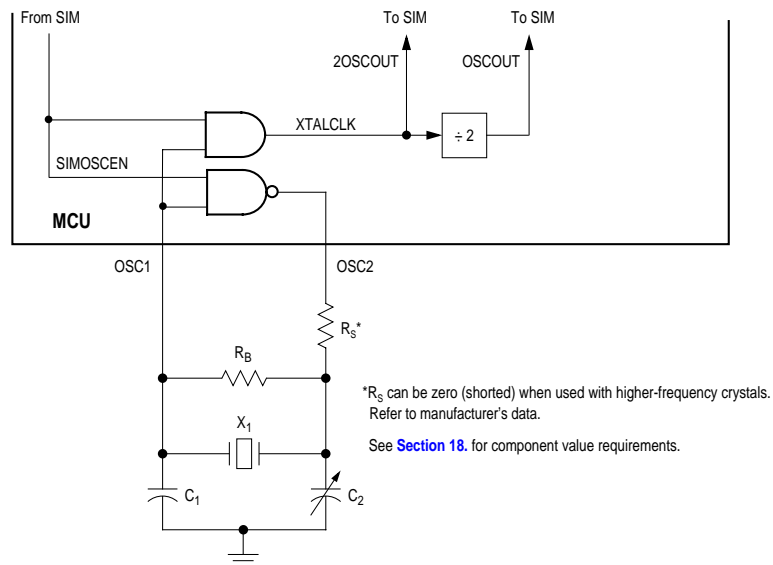 From SIM
To SIM
To SIM
2OSCOUT
OSCOUT
XTALCLK
÷ 2
SIMOSCEN
MCU
OSC1
OSC2
RS*
RB
*RS can be zero (shorted) when used with higher-frequency crystals.
Refer to manufacturer's data.
X1
See Section 18. for component value requirements.
C1
C2